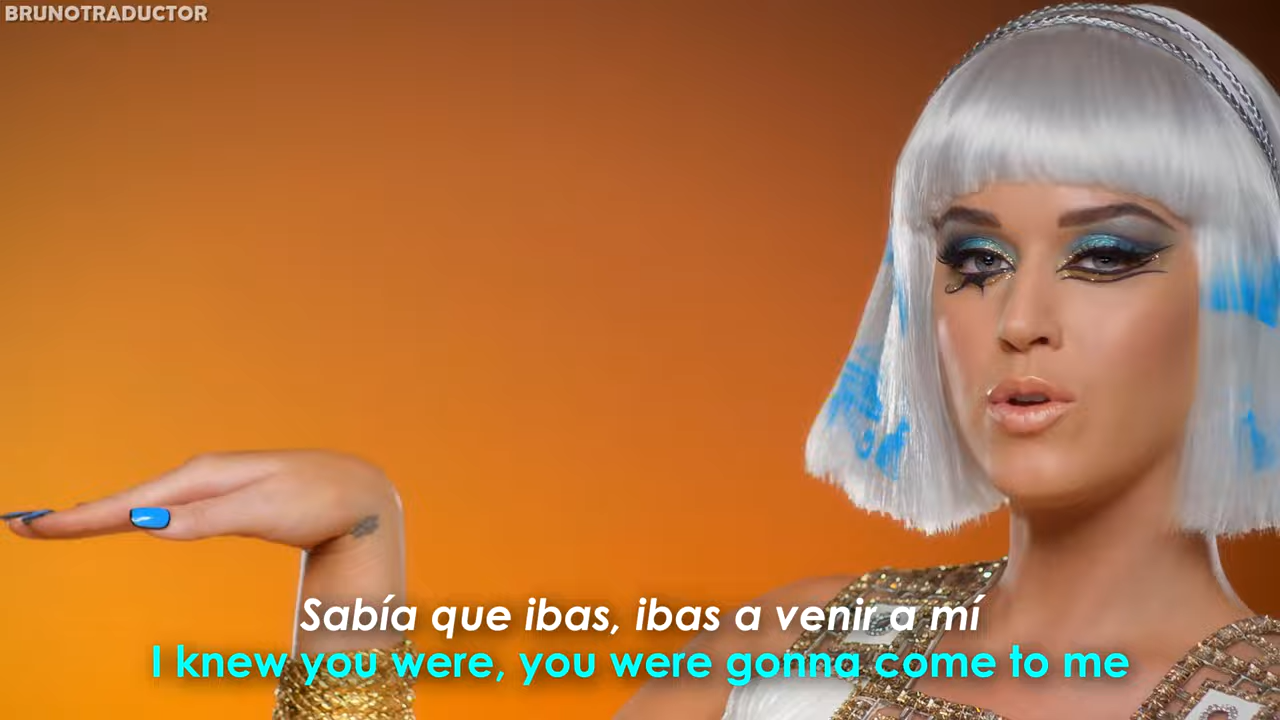 BRUNOTRADUCTOR
Sabía que ibas, ibas a venir a mí
I knew you were, you were gonna come to me